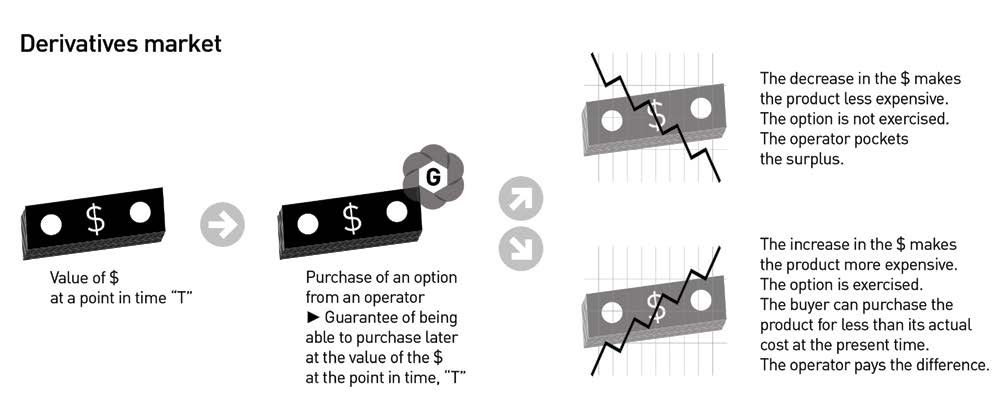 Derivatives market
$
Value of $
at a point in time “T”
$
G
Purchase of an option
from an operator
► Guarantee of being
able to purchase later
at the value of the $
at the point in time, “T”
$
The decrease in the $ makes
the product less expensive.
The option is not exercised.
The operator pockets
the surplus.
$
The increase in the $ makes
the product more expensive.
The option is exercised.
The buyer can purchase the
product for less than its actual
cost at the present time.
The operator pays the difference.